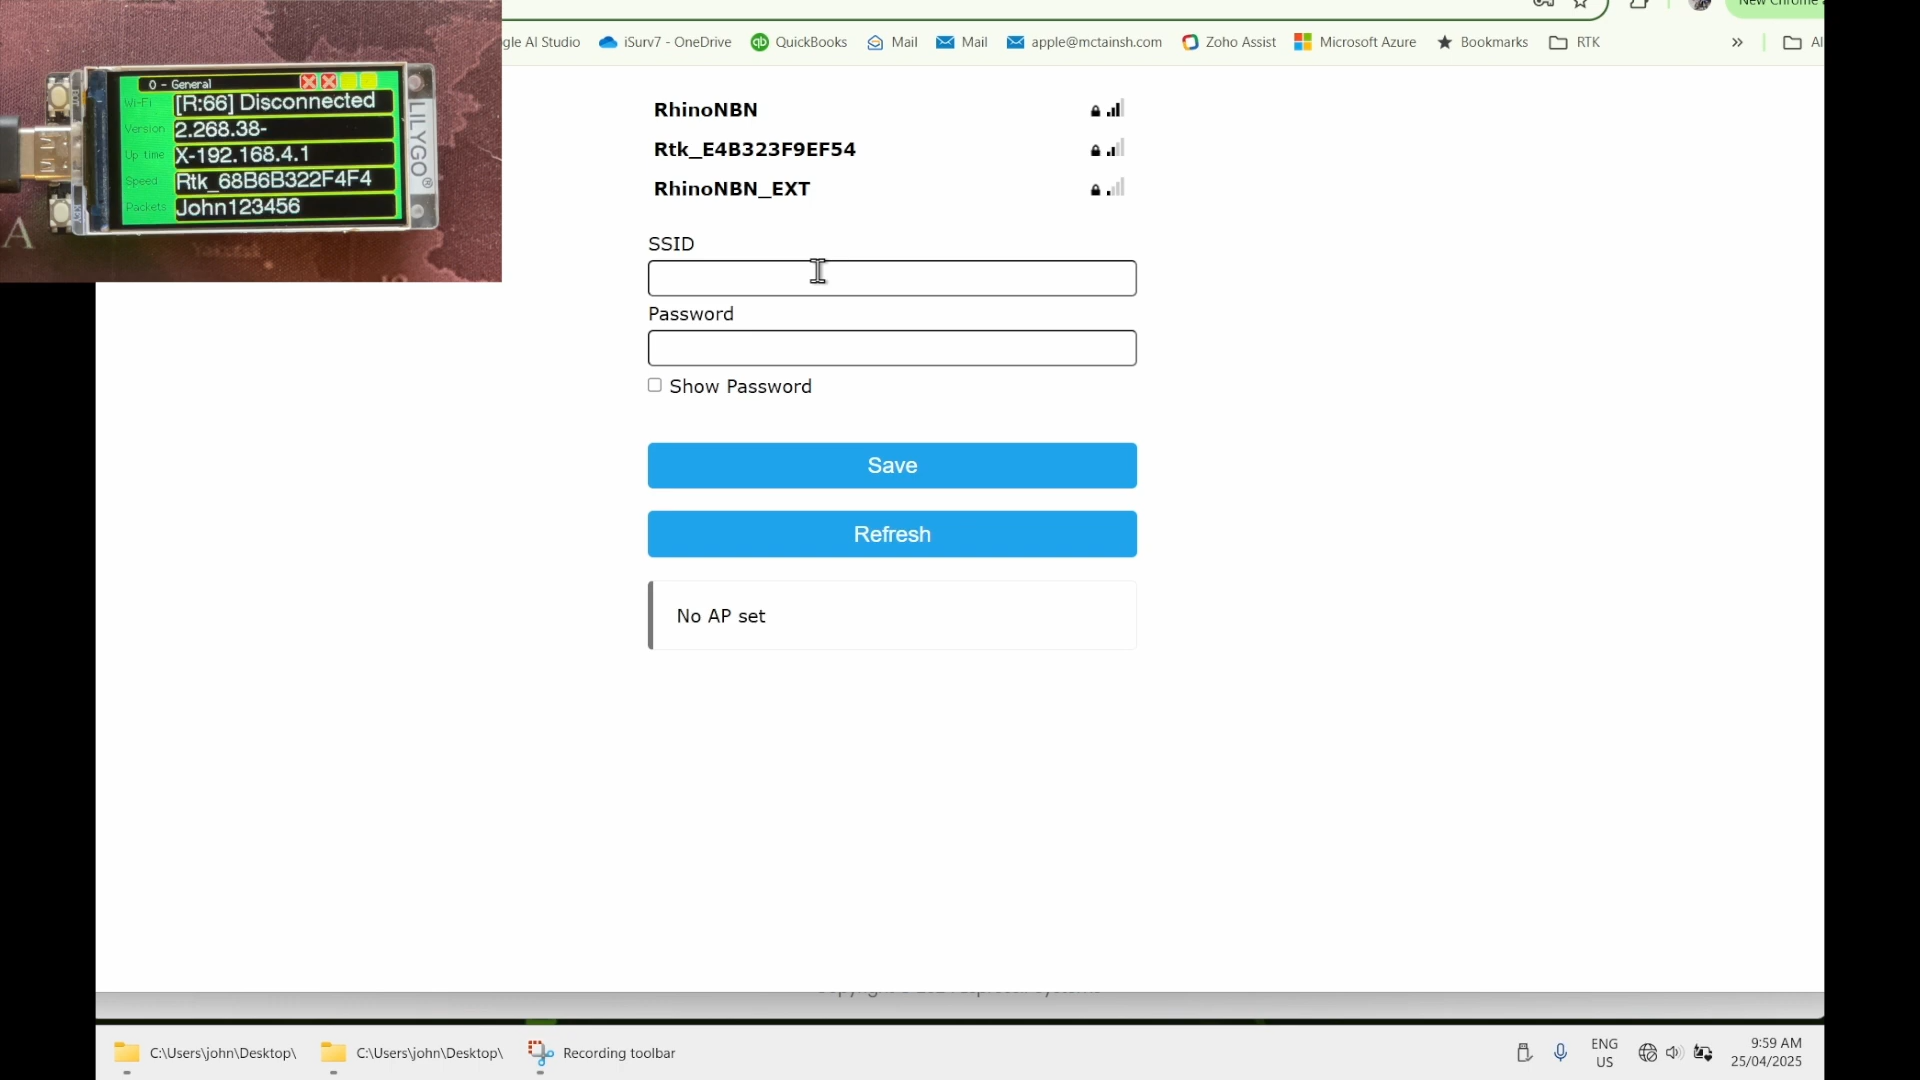 New Chrome
gle AI Studio
iSurv7 - OneDrive
QuickBooks
Mail
Mail
apple@mctainsh.com
Zoho Assist
Microsoft Azure
Bookmarks
RTK
»
0 - General
Wi-Fi [R:66] Disconnected
Version 2.268.38-
Up time X-192.168.4.1
Speed Rtk_68B6B322F4F4
Packets John123456
LILYGO®
A
RhinoNBN
Rtk_E4B323F9EF54
RhinoNBN_EXT
SSID
Password
Show Password
Save
Refresh
No AP set
C:\Users\john\Desktop\
C:\Users\john\Desktop\
Recording toolbar
ENG
US
9:59 AM
25/04/2025